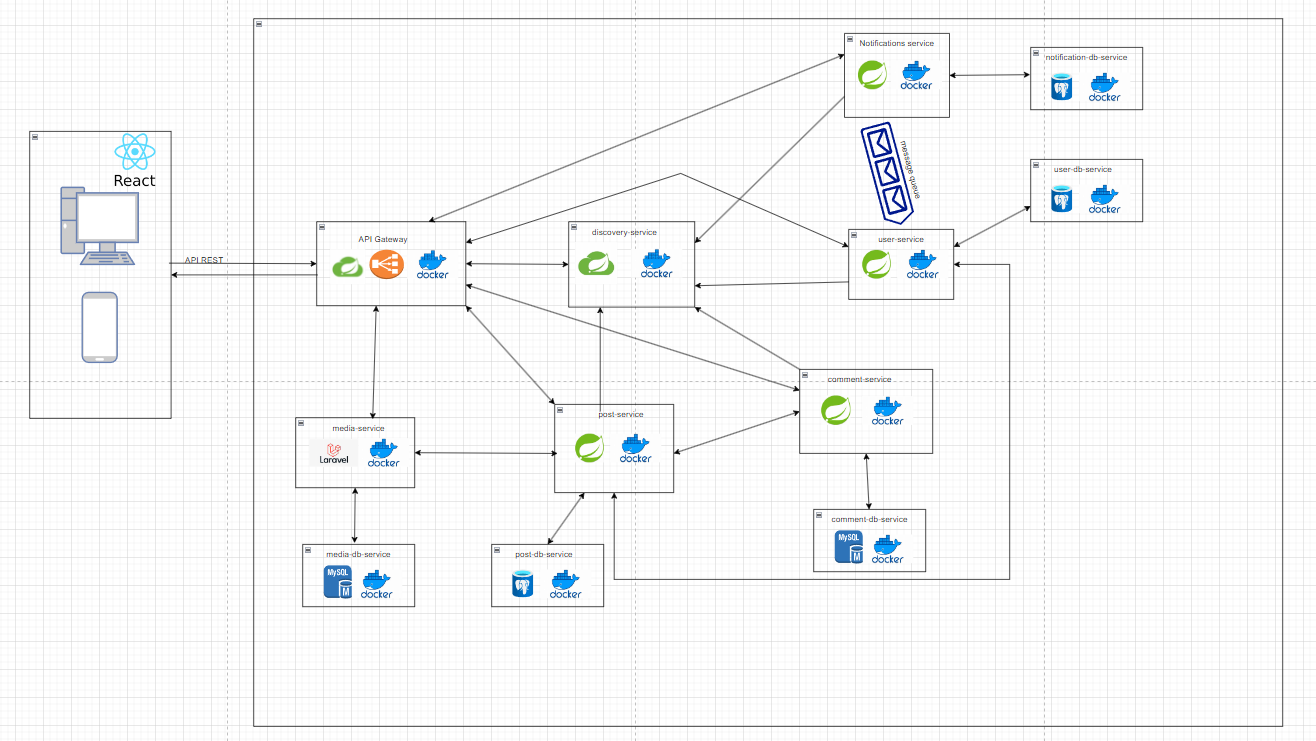 Notifications service
docker
notification-db-service
docker
React
message queue
user-db-service
docker
API REST
API Gateway
docker
discovery-service
docker
user-service
docker
comment-service
docker
media-service
Laravel
docker
post-service
docker
comment-db-service
MySQL
M
docker
media-db-service
MySQL
M
docker
post-db-service
docker